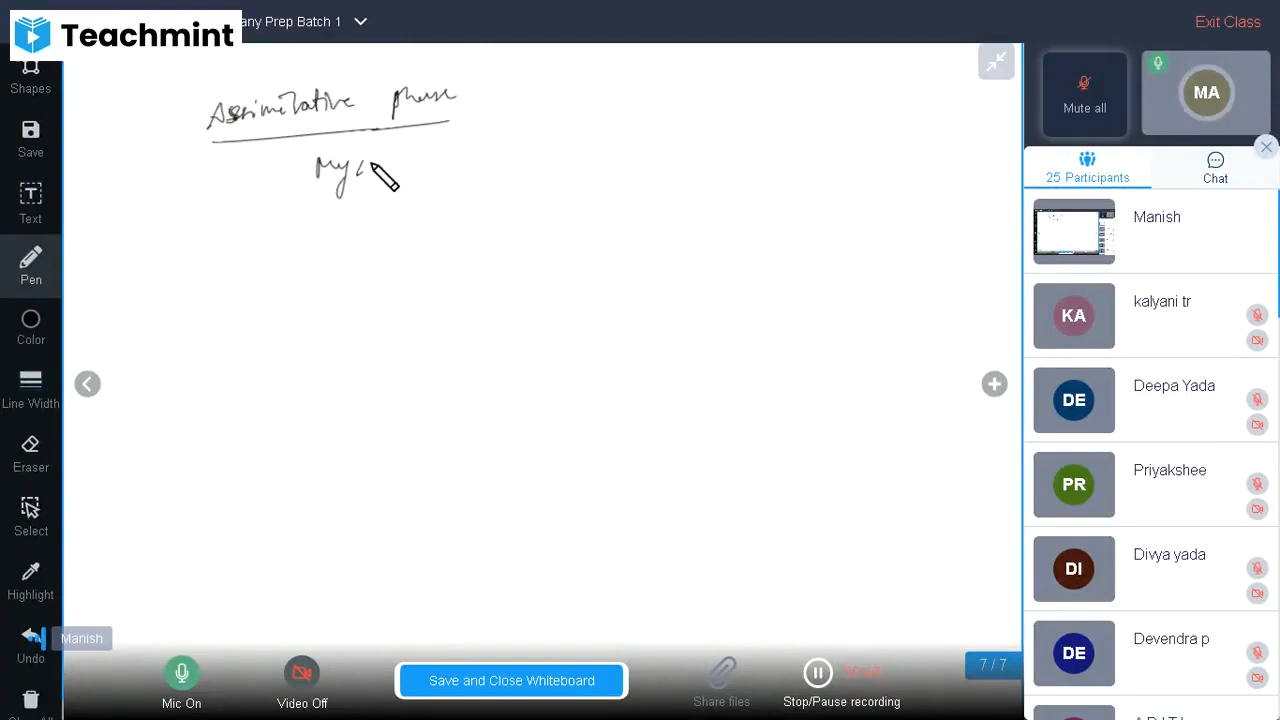 Teachmint
any Prep Batch 1
Exit Class
Shapes
Save
Text
Pen
Color
Line Width
Eraser
Select
Highlight
Undo
Assimilative phase
My
Manish
Mute all
MA
25 Participants
Chat
Manish
KA
kalyani tr
DE
Deepa Yada
PR
Priyakshee
DI
Divya yada
DE
Devendra p
7 / 7
Mic On
Video Off
Save and Close Whiteboard
Share files
Stop/Pause recording